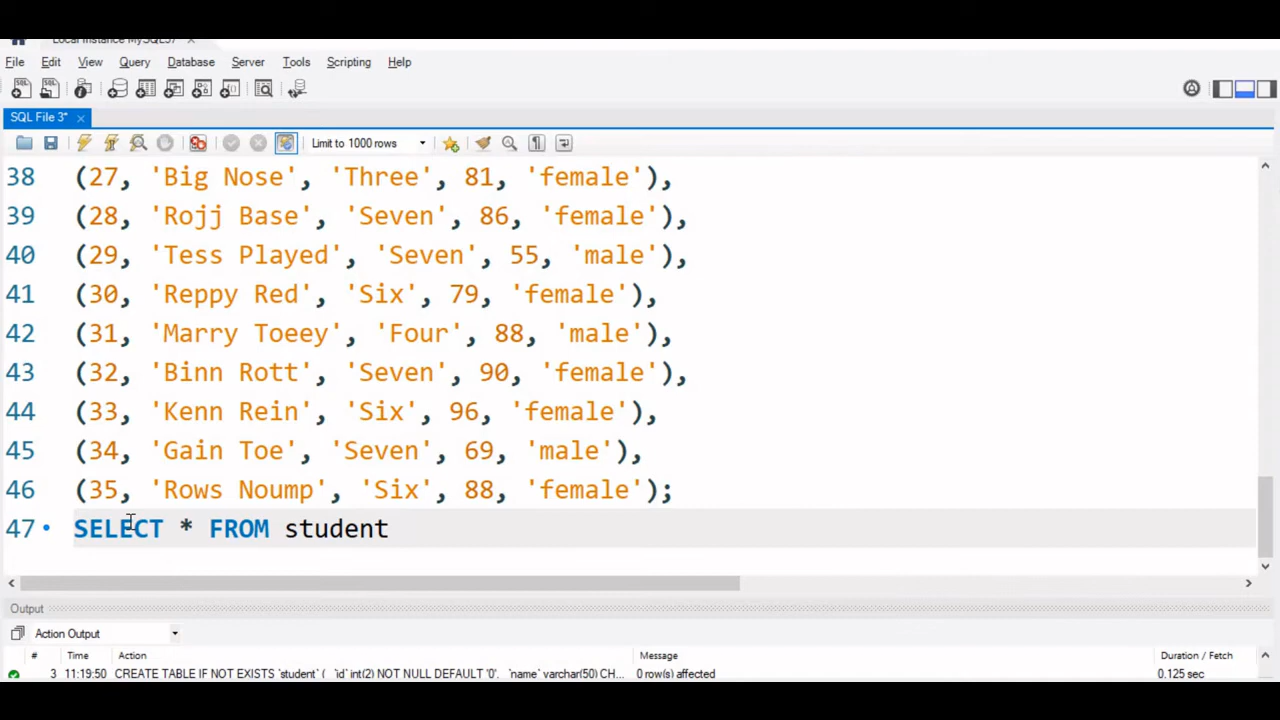 Local instance MySQL57 ×
File Edit View Query Database Server Tools Scripting Help
SQL File 3* ×
Limit to 1000 rows
38 (27, 'Big Nose', 'Three', 81, 'female'),
39 (28, 'Rojj Base', 'Seven', 86, 'female'),
40 (29, 'Tess Played', 'Seven', 55, 'male'),
41 (30, 'Reppy Red', 'Six', 79, 'female'),
42 (31, 'Marry Toeey', 'Four', 88, 'male'),
43 (32, 'Binn Rott', 'Seven', 90, 'female'),
44 (33, 'Kenn Rein', 'Six', 96, 'female'),
45 (34, 'Gain Toe', 'Seven', 69, 'male'),
46 (35, 'Rows Noump', 'Six', 88, 'female');
47 SELECT * FROM student
Output
Action Output
# Time Action Message Duration / Fetch
3 11:19:50 CREATE TABLE IF NOT EXISTS `student` ( `id` int(2) NOT NULL DEFAULT '0', `name` varchar(50) CH... 0 row(s) affected 0.125 sec